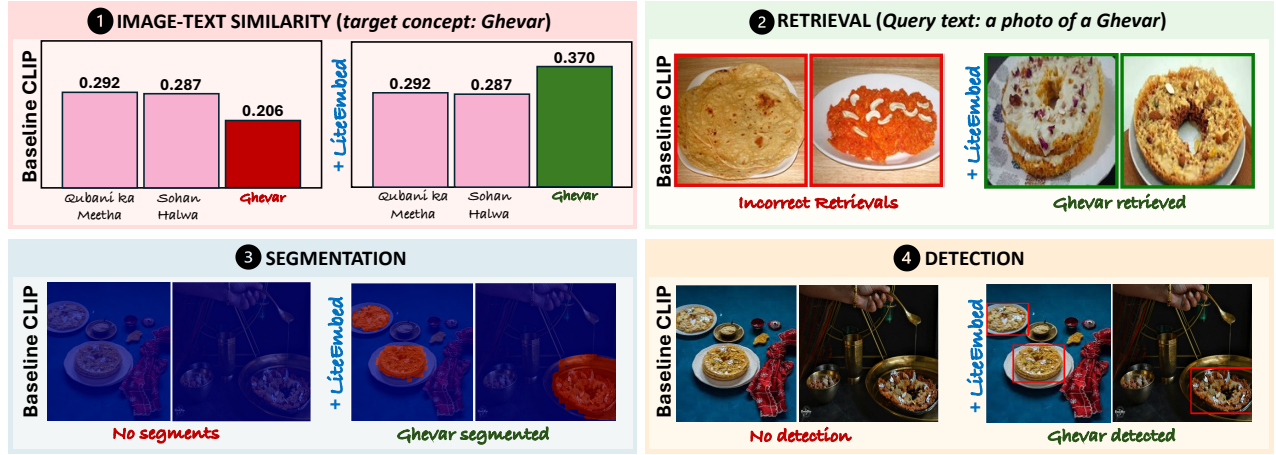 1 IMAGE-TEXT SIMILARITY (target concept: Ghevar)
Baseline CLIP
0.292
0.287
0.206
Qubani ka Meetha
Sohan Halwa
Ghevar
+ LiteEmbed
0.292
0.287
0.370
Qubani ka Meetha
Sohan Halwa
Ghevar
2 RETRIEVAL (Query text: a photo of a Ghevar)
Baseline CLIP
Incorrect Retrievals
+ LiteEmbed
Ghevar retrieved
3 SEGMENTATION
Baseline CLIP
No segments
+ LiteEmbed
Ghevar segmented
4 DETECTION
Baseline CLIP
No detection
+ LiteEmbed
Ghevar detected